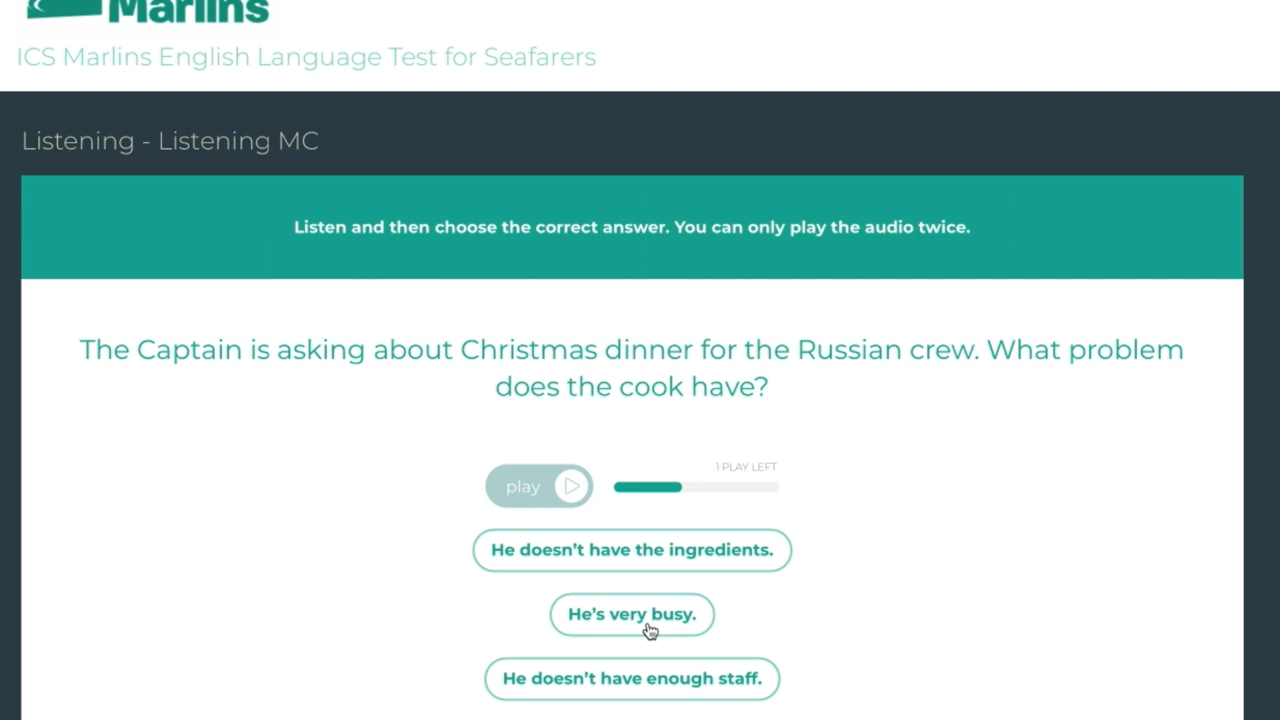 Marlins
ICS Marlins English Language Test for Seafarers
Listening - Listening MC
Listen and then choose the correct answer. You can only play the audio twice.
The Captain is asking about Christmas dinner for the Russian crew. What problem
does the cook have?
1 PLAY LEFT
play
He doesn't have the ingredients.
He's very busy.
He doesn't have enough staff.